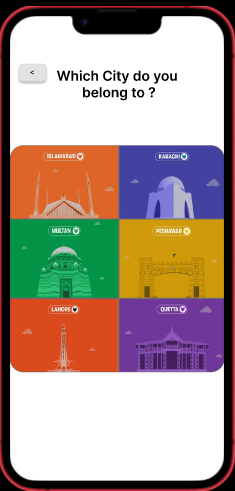 <
Which City do you
belong to ?
ISLAMABAD
KARACHI
MULTAN
PESHAWAR
LAHORE
QUETTA